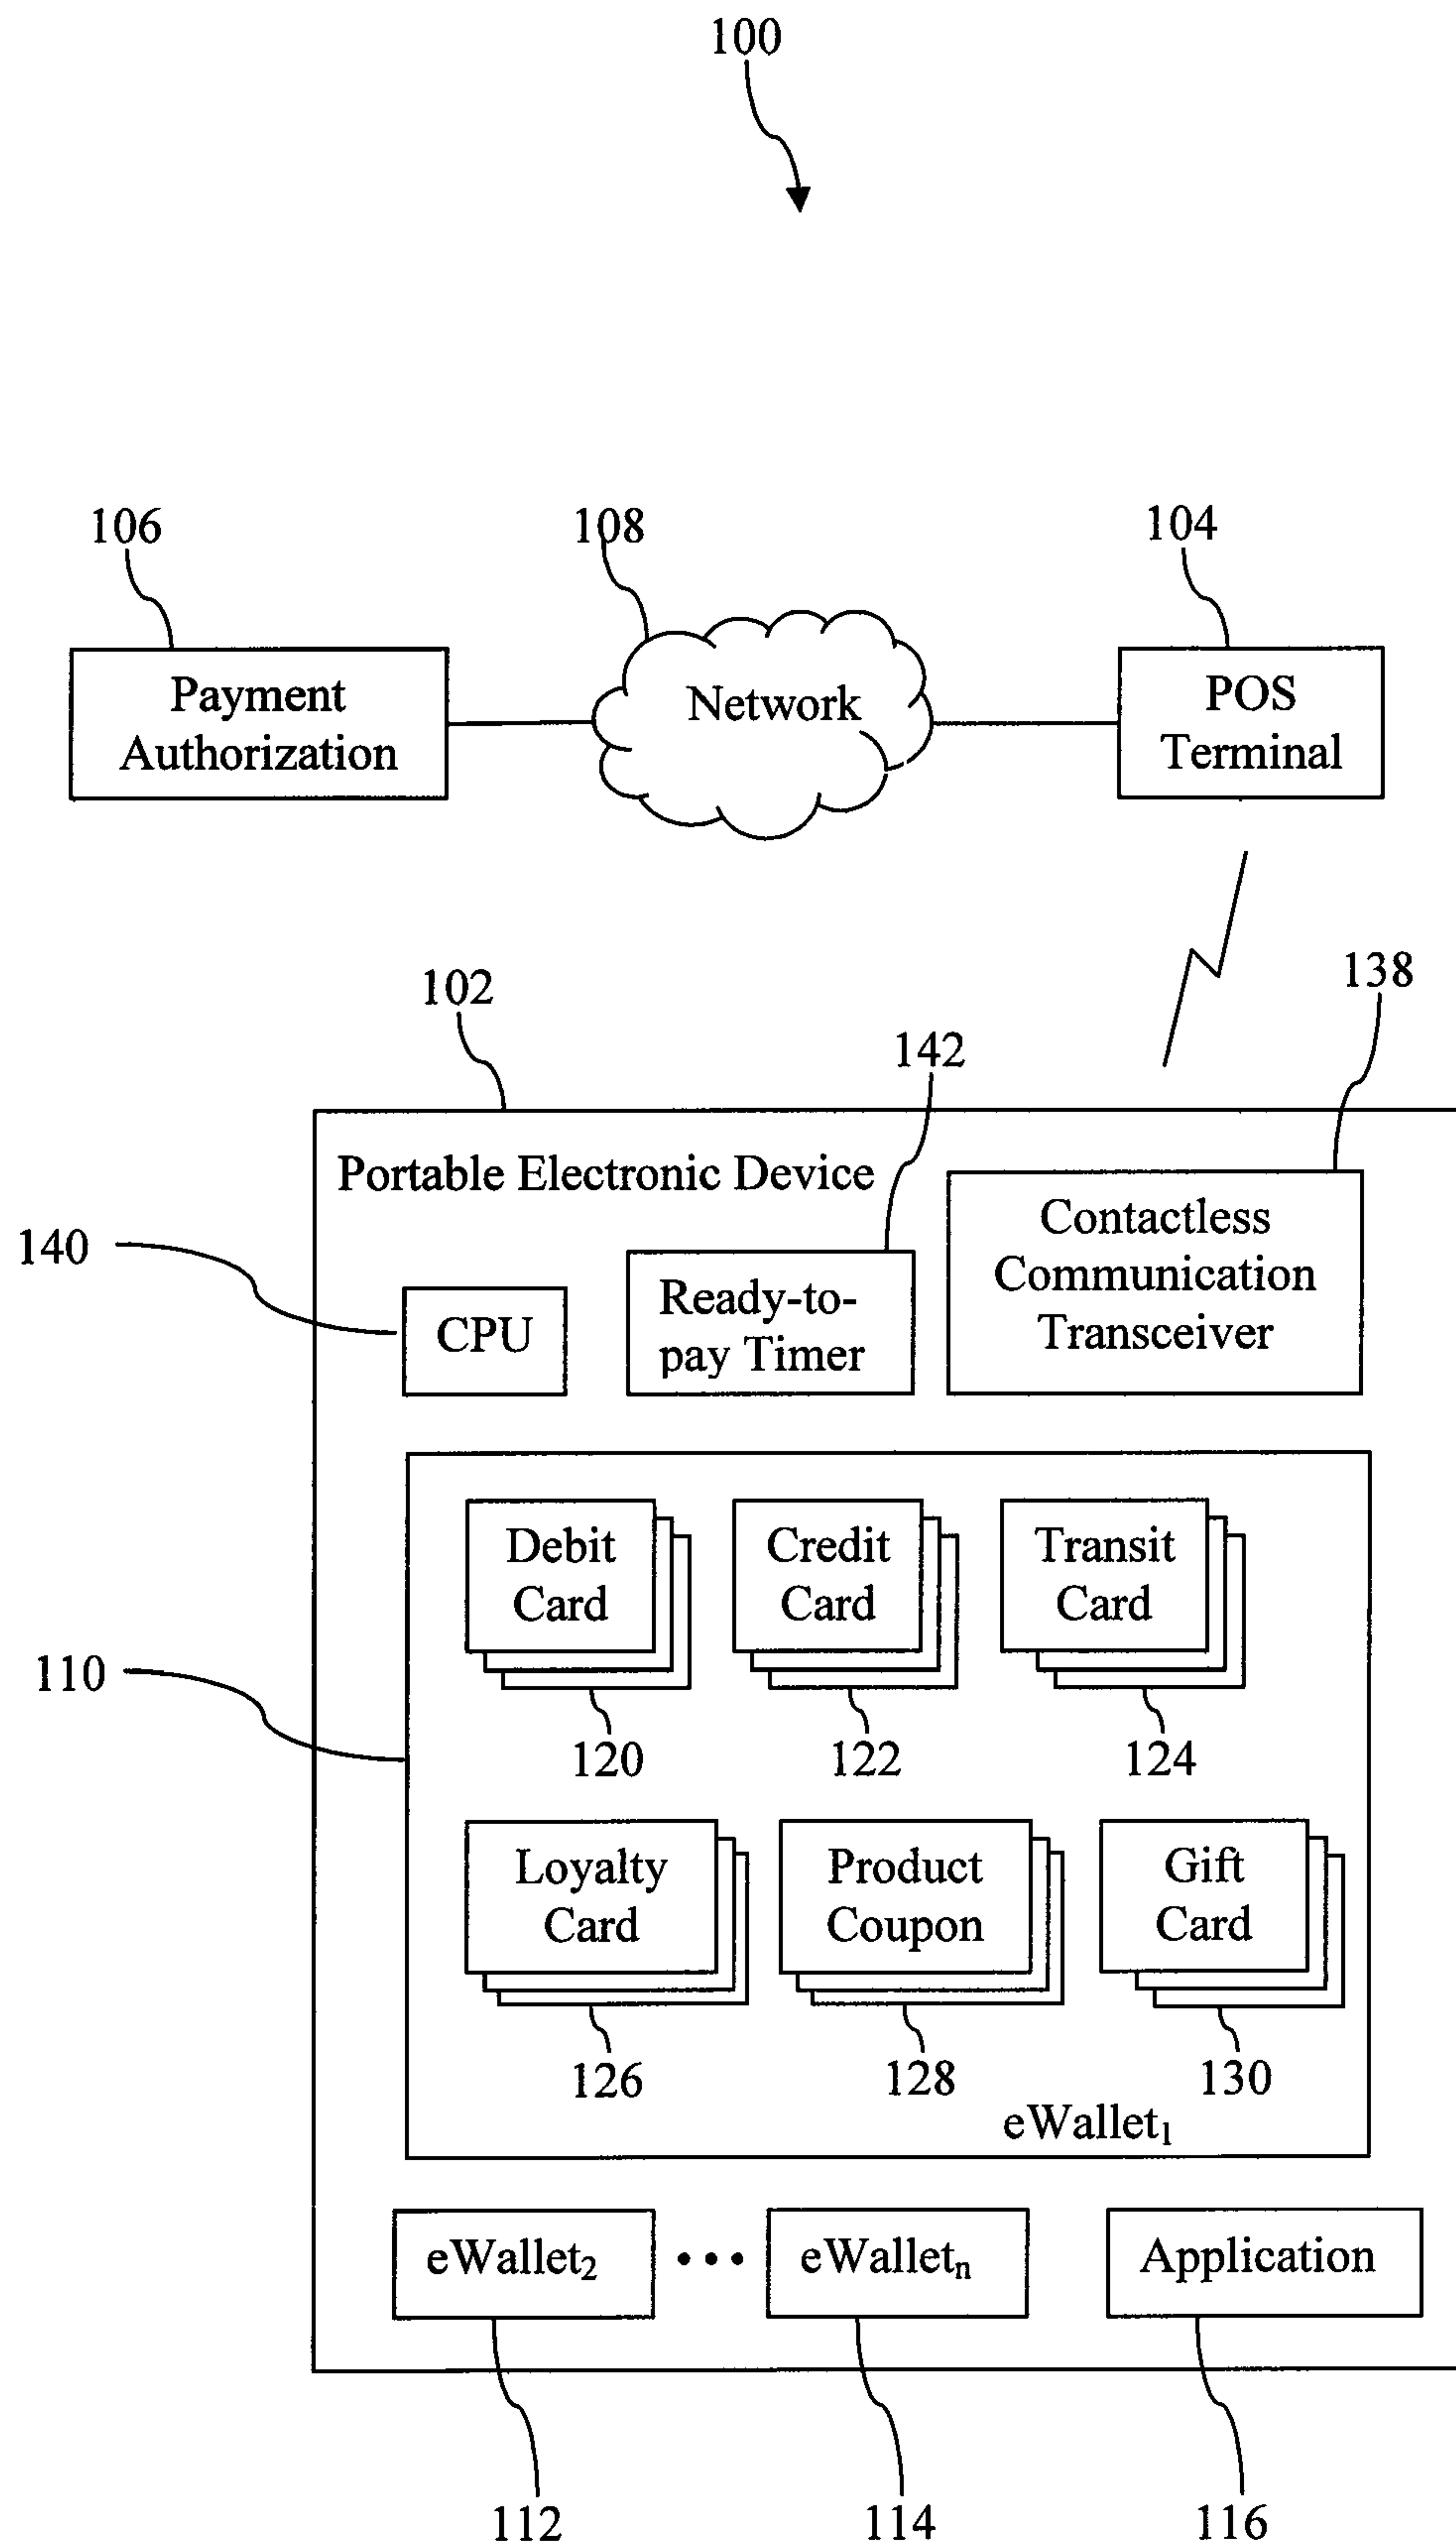 100
106
108
104
Payment
Authorization
Network
POS
Terminal
102
142
138
Portable Electronic Device
140
CPU
Ready-to-
pay Timer
Contactless
Communication
Transceiver
110
Debit
Card
Credit
Card
Transit
Card
120
122
124
Loyalty
Card
Product
Coupon
Gift
Card
126
128
130
eWallet₁
eWallet₂
•••
eWalletₙ
Application
112
114
116